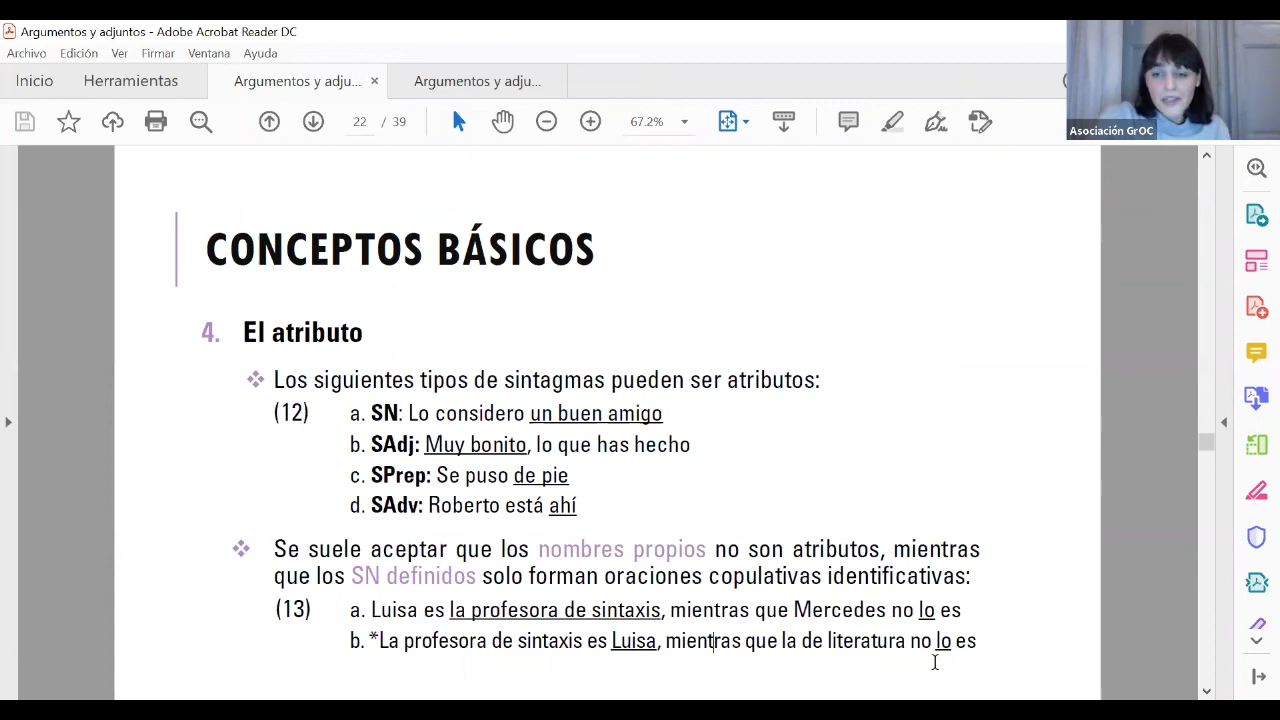 Argumentos y adjuntos - Adobe Acrobat Reader DC
Archivo Edición Ver Firmar Ventana Ayuda
Inicio Herramientas Argumentos y adju... × Argumentos y adju...
22 / 39 67.2%
Asociación GrOC
CONCEPTOS BÁSICOS
4. El atributo
Los siguientes tipos de sintagmas pueden ser atributos:
(12) a. SN: Lo considero un buen amigo
b. SAdj: Muy bonito, lo que has hecho
c. SPrep: Se puso de pie
d. SAdv: Roberto está ahí
Se suele aceptar que los nombres propios no son atributos, mientras
que los SN definidos solo forman oraciones copulativas identificativas:
(13) a. Luisa es la profesora de sintaxis, mientras que Mercedes no lo es
b. *La profesora de sintaxis es Luisa, mientras que la de literatura no lo es